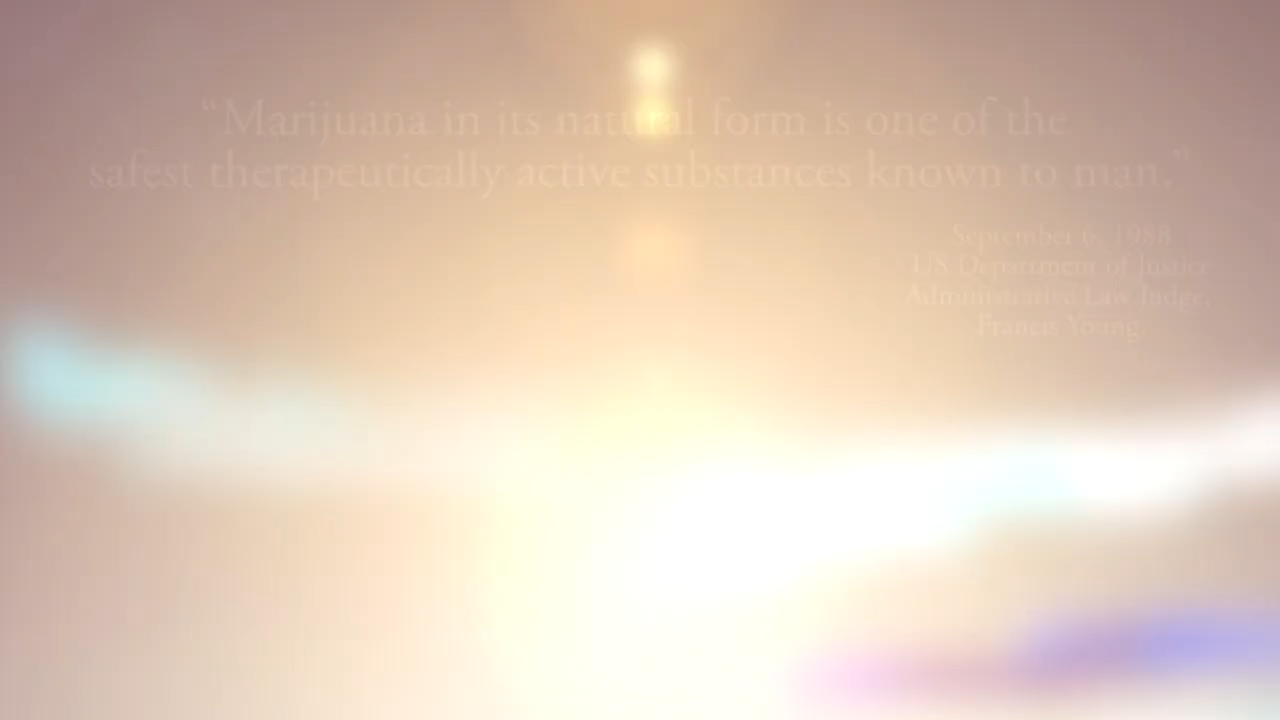 “Marijuana in its natural form is one of the
safest therapeutically active substances known to man.”
September 6, 1988
US Department of Justice
Administrative Law Judge,
Francis Young.